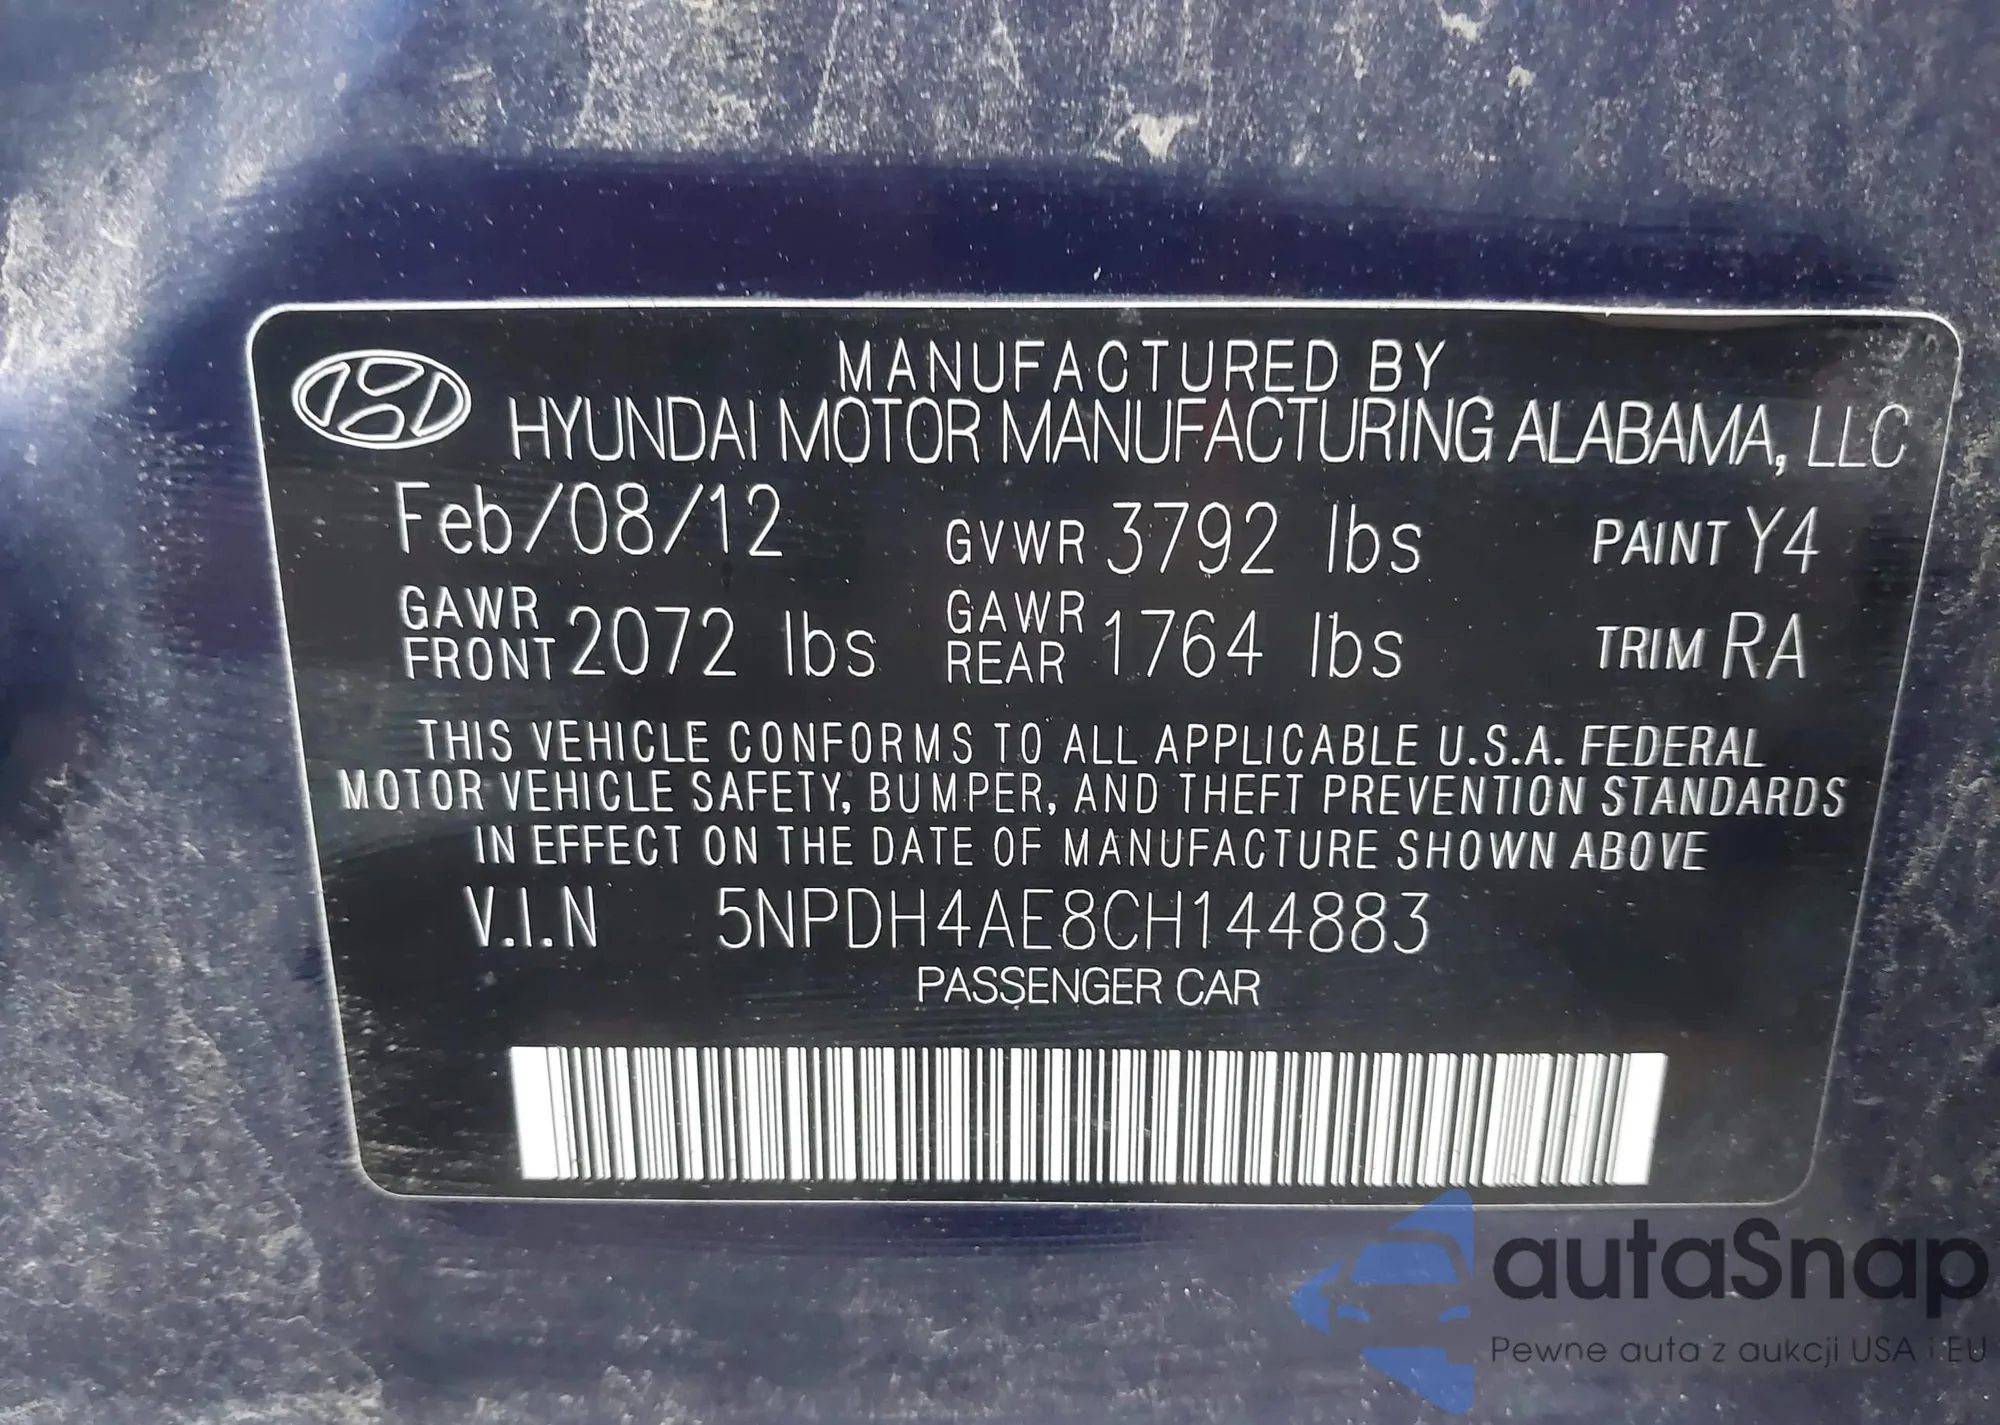 MANUFACTURED BY
HYUNDAI MOTOR MANUFACTURING ALABAMA, LLC
Feb/08/12 GVWR 3792 lbs PAINT Y4
GAWR FRONT 2072 lbs GAWR REAR 1764 lbs TRIM RA
THIS VEHICLE CONFORMS TO ALL APPLICABLE U.S.A. FEDERAL
MOTOR VEHICLE SAFETY, BUMPER, AND THEFT PREVENTION STANDARDS
IN EFFECT ON THE DATE OF MANUFACTURE SHOWN ABOVE
V.I.N 5NPDH4AE8CH144883
PASSENGER CAR
autaSnap
Pewne auta z aukcji USA i EU